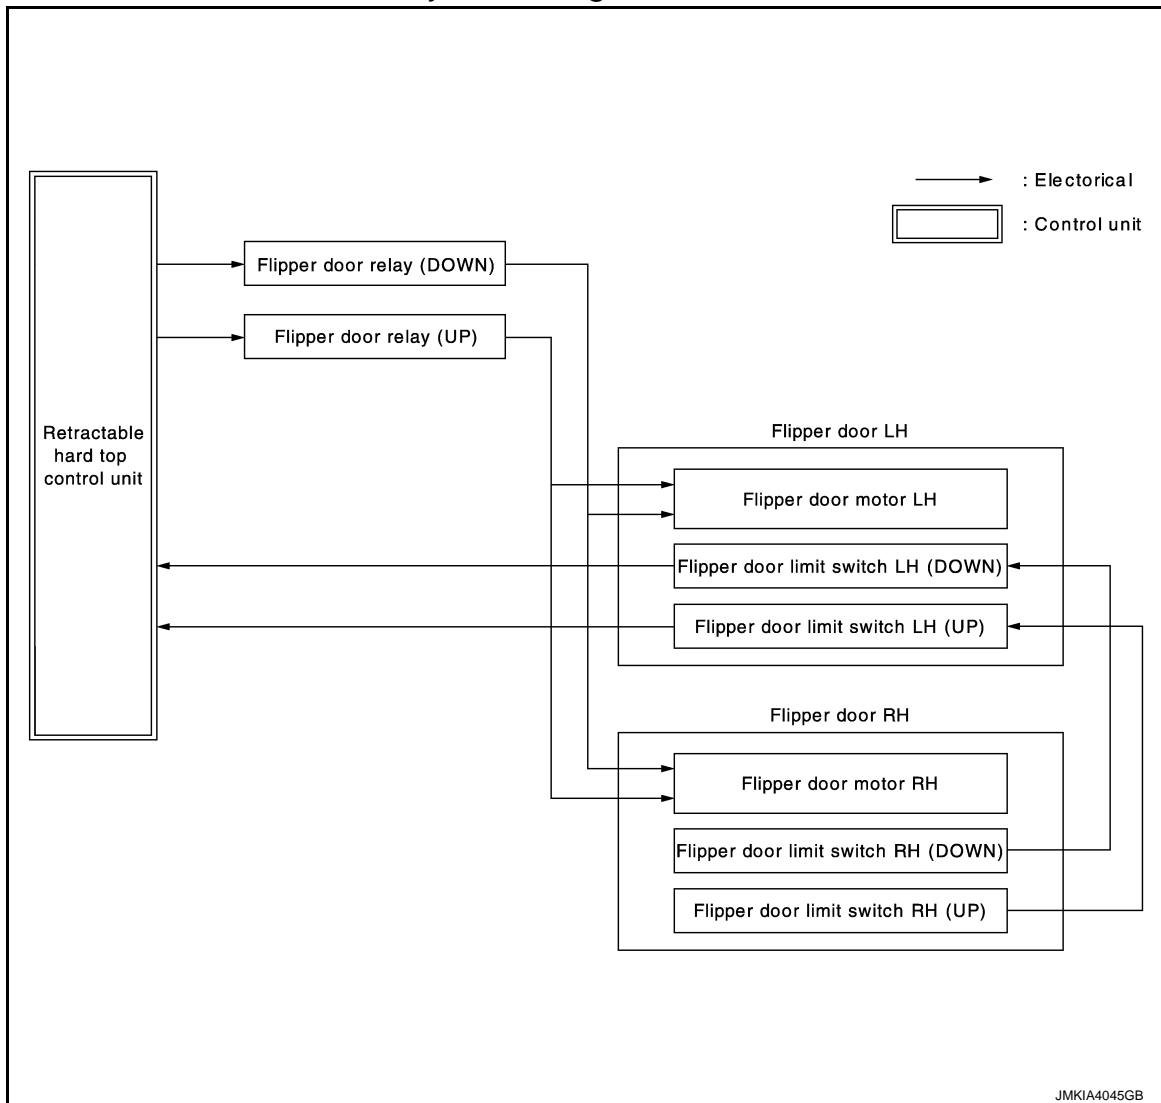 : Electorical
: Control unit
Flipper door relay (DOWN)
Flipper door relay (UP)
Retractable
hard top
control unit
Flipper door LH
Flipper door motor LH
Flipper door limit switch LH (DOWN)
Flipper door limit switch LH (UP)
Flipper door RH
Flipper door motor RH
Flipper door limit switch RH (DOWN)
Flipper door limit switch RH (UP)
JMKIA4045GB